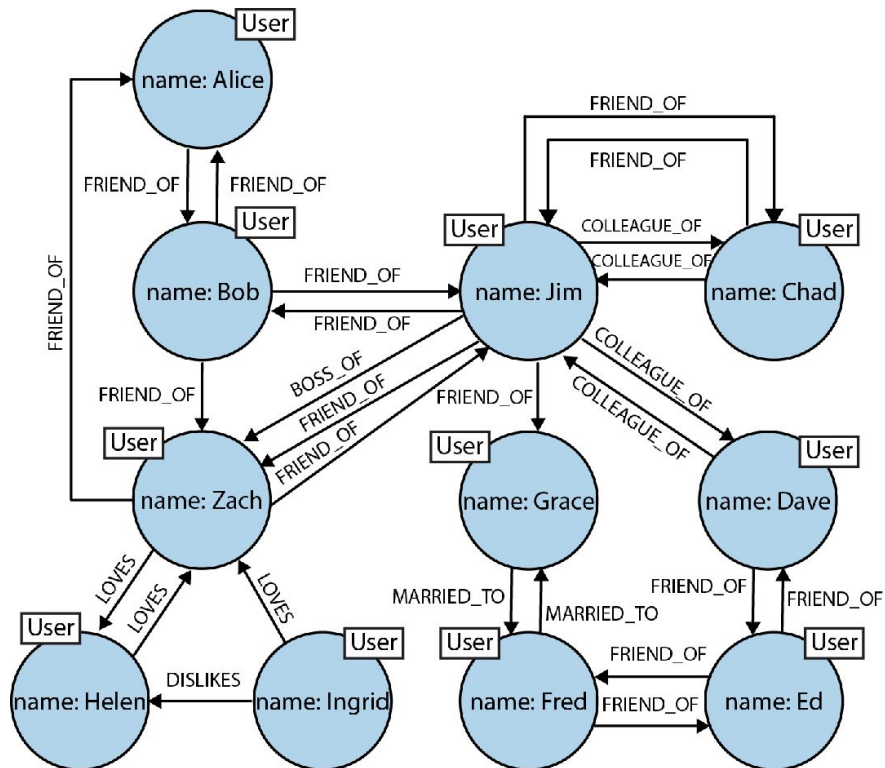 User
name: Alice
FRIEND_OF
FRIEND_OF
FRIEND_OF
FRIEND_OF
User
User
User
COLLEAGUE_OF
COLLEAGUE_OF
FRIEND_OF
name: Bob
name: Jim
name: Chad
FRIEND_OF
FRIEND_OF
BOSS_OF
FRIEND_OF
FRIEND_OF
FRIEND_OF
FRIEND_OF
COLLEAGUE_OF
COLLEAGUE_OF
User
User
User
name: Zach
name: Grace
name: Dave
LOVES
LOVES
LOVES
MARRIED_TO
MARRIED_TO
FRIEND_OF
FRIEND_OF
User
User
User
User
FRIEND_OF
DISLIKES
name: Helen
name: Ingrid
name: Fred
name: Ed
FRIEND_OF